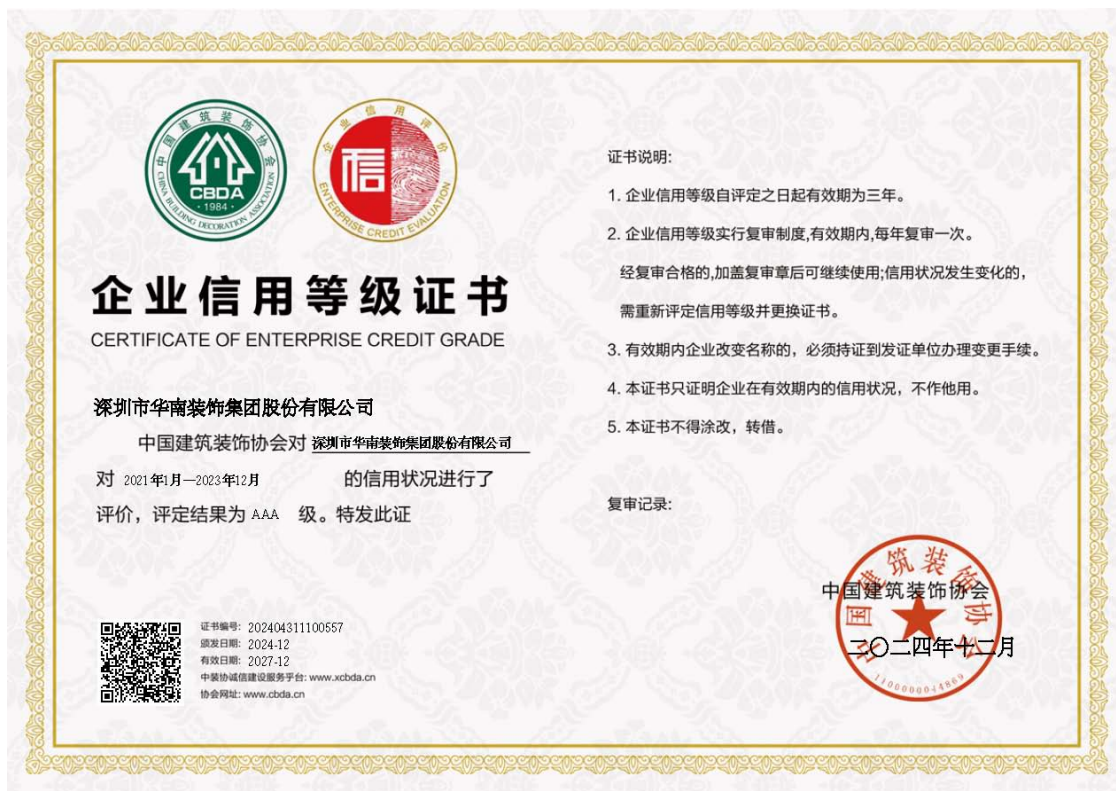 中国建筑装饰协会
CBDA
·1984·
CHINA BUILDING DECORATION ASSOCIATION
企业信用评价
信
ENTERPRISE CREDIT EVALUATION
企业信用等级证书
CERTIFICATE OF ENTERPRISE CREDIT GRADE
深圳市华南装饰集团股份有限公司
中国建筑装饰协会对 深圳市华南装饰集团股份有限公司
对 2021年1月—2023年12月 的信用状况进行了
评价，评定结果为 AAA 级。特发此证
证书编号: 202404311100557
颁发日期: 2024-12
有效日期: 2027-12
中装协诚信建设服务平台: www.xcbda.cn
协会网址: www.cbda.cn
证书说明:
1. 企业信用等级自评定之日起有效期为三年。
2. 企业信用等级实行复审制度,有效期内,每年复审一次。
经复审合格的,加盖复审章后可继续使用;信用状况发生变化的，
需重新评定信用等级并更换证书。
3. 有效期内企业改变名称的，必须持证到发证单位办理变更手续。
4. 本证书只证明企业在有效期内的信用状况，不作他用。
5. 本证书不得涂改，转借。
复审记录:
中国建筑装饰协会
二〇二四年十二月
中国建筑装饰协会